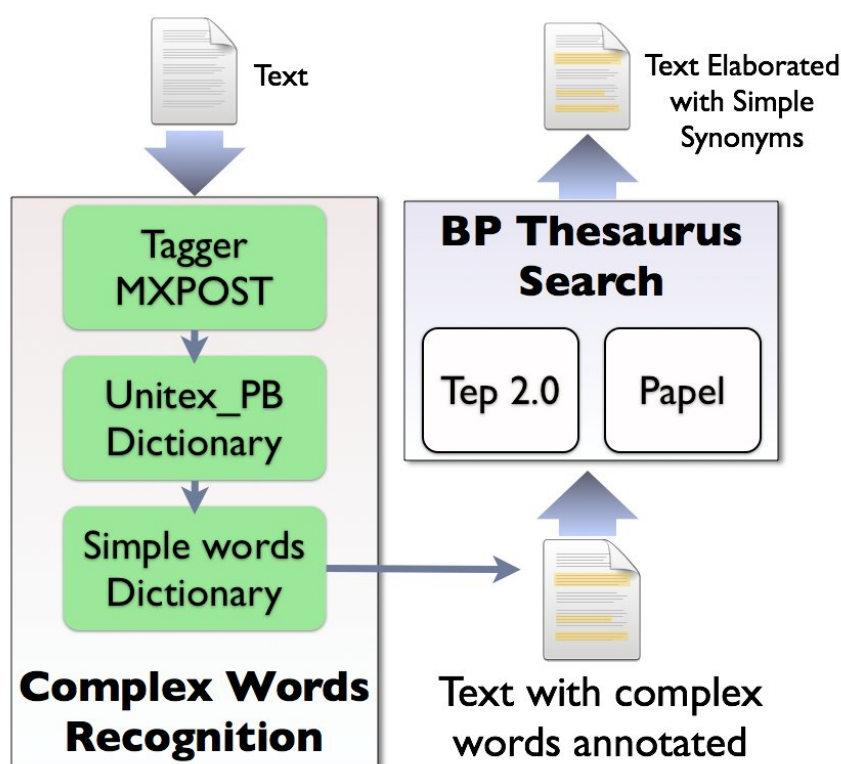 Text
Tagger
MXPOST
Unitex_PB
Dictionary
Simple words
Dictionary
Complex Words
Recognition
Text with complex
words annotated
BP Thesaurus
Search
Tep 2.0
Papel
Text Elaborated
with Simple
Synonyms